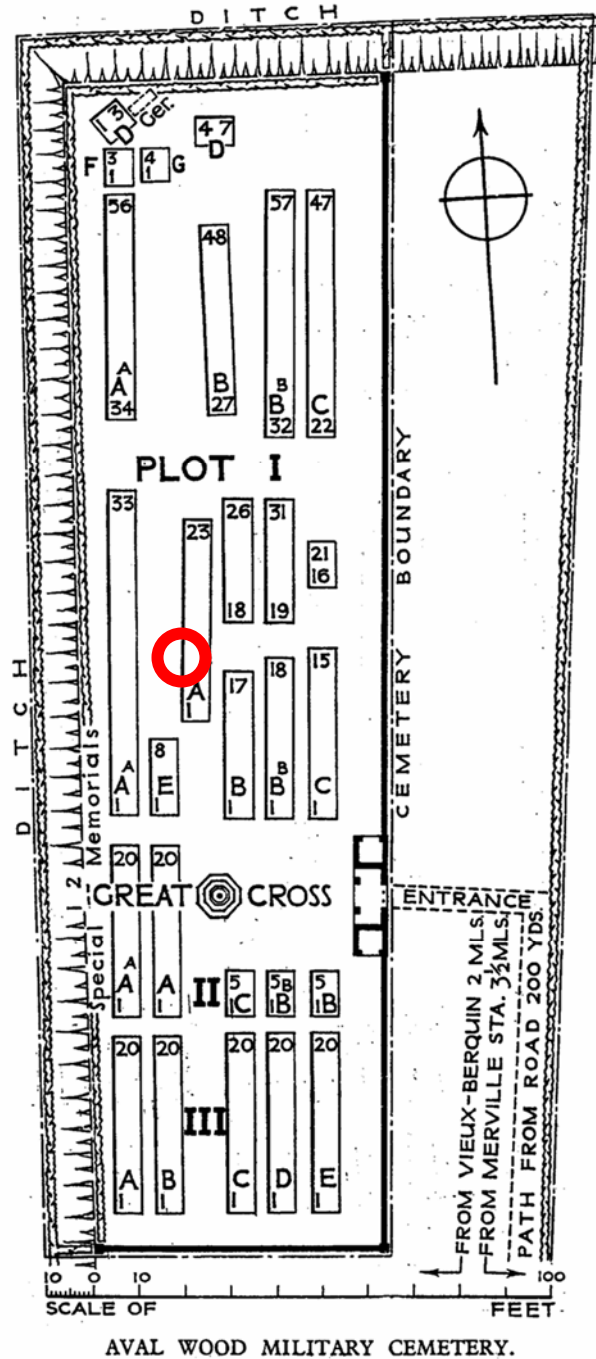 DITCH
1 3
D
Ger.
47
D
F 3
1
4
1 G
56
57
47
48
A
A
34
B
27
B
B
32
C
22
PLOT I
33
23
26
31
21
16
18
19
A
1
17
18
15
8
E
1
A
A
1
B
1
B
B
1
C
1
DITCH
CEMETERY BOUNDARY
Special Memorials
1 2
20
20
GREAT CROSS
ENTRANCE
A
A
1
A
1
II
5
1C
5B
1B
5
1B
20
20
20
20
20
III
A
1
B
1
C
1
D
1
E
1
FROM VIEUX-BERQUIN 2 MLS.
FROM MERVILLE STA. 3½ MLS.
PATH FROM ROAD 200 YDS.
10 0 10 100
SCALE OF FEET
AVAL WOOD MILITARY CEMETERY.